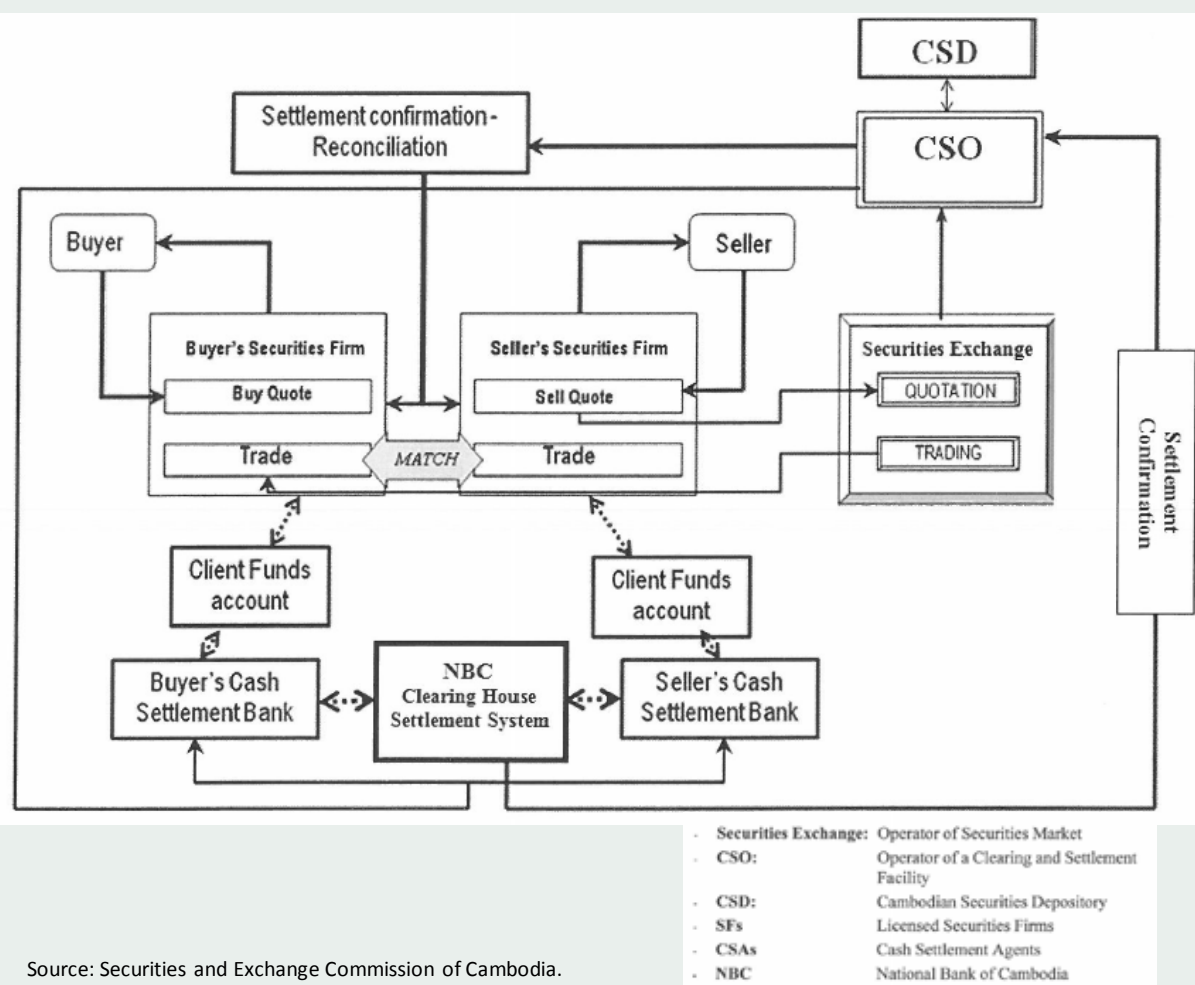 CSD
Settlement confirmation -
Reconciliation
CSO
Buyer
Seller
Buyer's Securities Firm
Buy Quote
Trade
MATCH
Seller's Securities Firm
Sell Quote
Trade
Securities Exchange
QUOTATION
TRADING
Settlement
Confirmation
Client Funds
account
Client Funds
account
Buyer's Cash
Settlement Bank
NBC
Clearing House
Settlement System
Seller's Cash
Settlement Bank
- Securities Exchange: Operator of Securities Market
- CSO: Operator of a Clearing and Settlement
Facility
- CSD: Cambodian Securities Depository
- SFs Licensed Securities Firms
- CSAs Cash Settlement Agents
- NBC National Bank of Cambodia
Source: Securities and Exchange Commission of Cambodia.